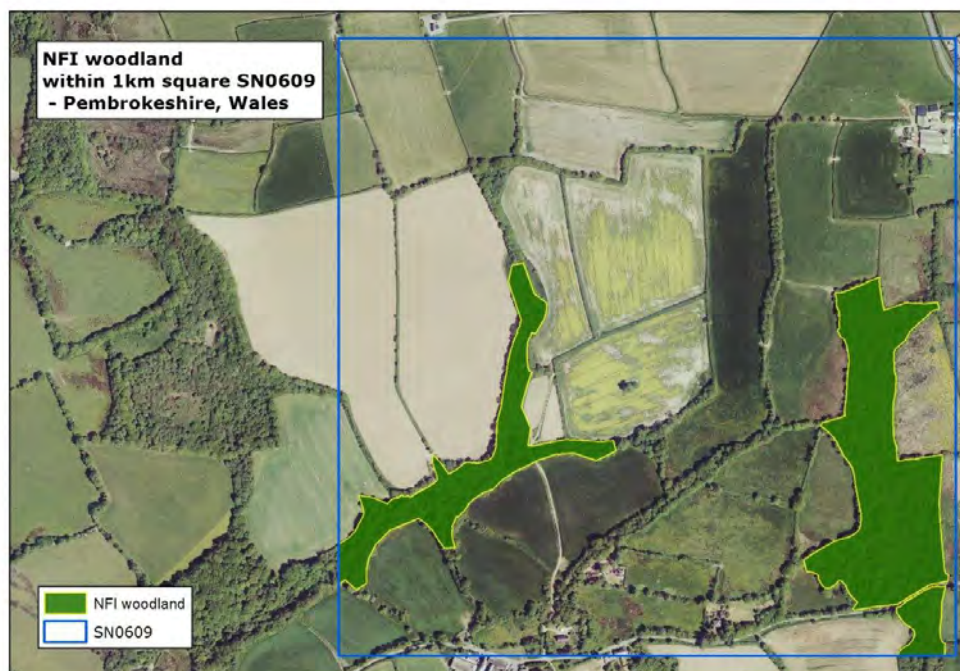 NFI woodland
within 1km square SN0609
- Pembrokeshire, Wales
NFI woodland
SN0609